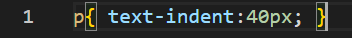 1 p{ text-indent:40px; }